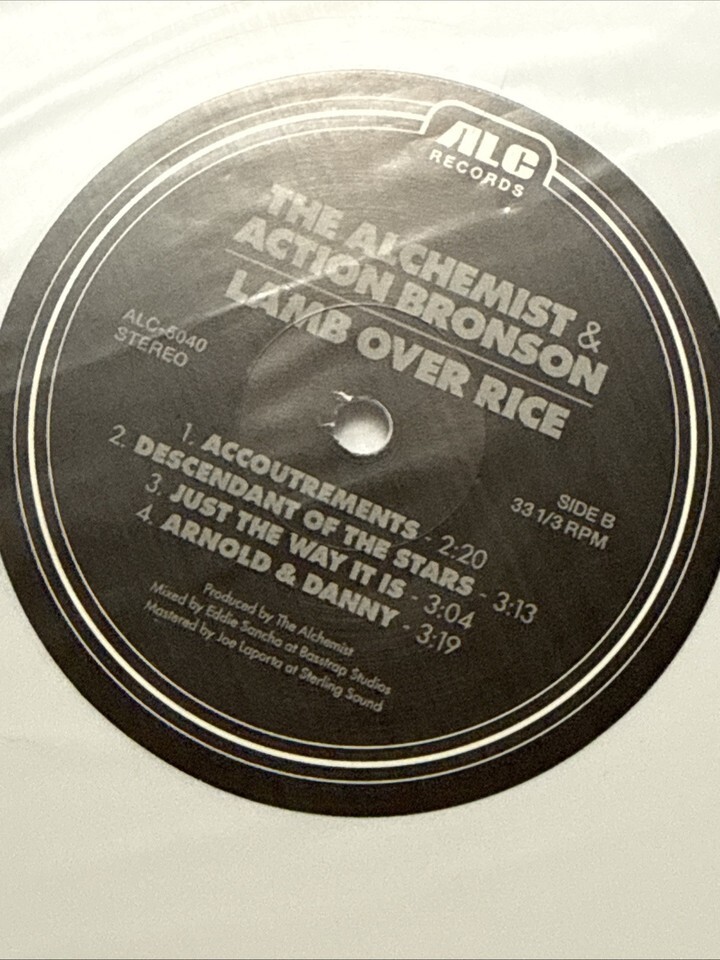 ALC
RECORDS
THE ALCHEMIST &
ACTION BRONSON
LAMB OVER RICE
ALC-5040
STEREO
SIDE B
33 1/3 RPM
1. ACCOUTREMENTS - 2:20
2. DESCENDANT OF THE STARS - 3:13
3. JUST THE WAY IT IS - 3:04
4. ARNOLD & DANNY - 3:19
Produced by The Alchemist
Mixed by Eddie Sancho at Basstrap Studios
Mastered by Joe Laporta at Sterling Sound